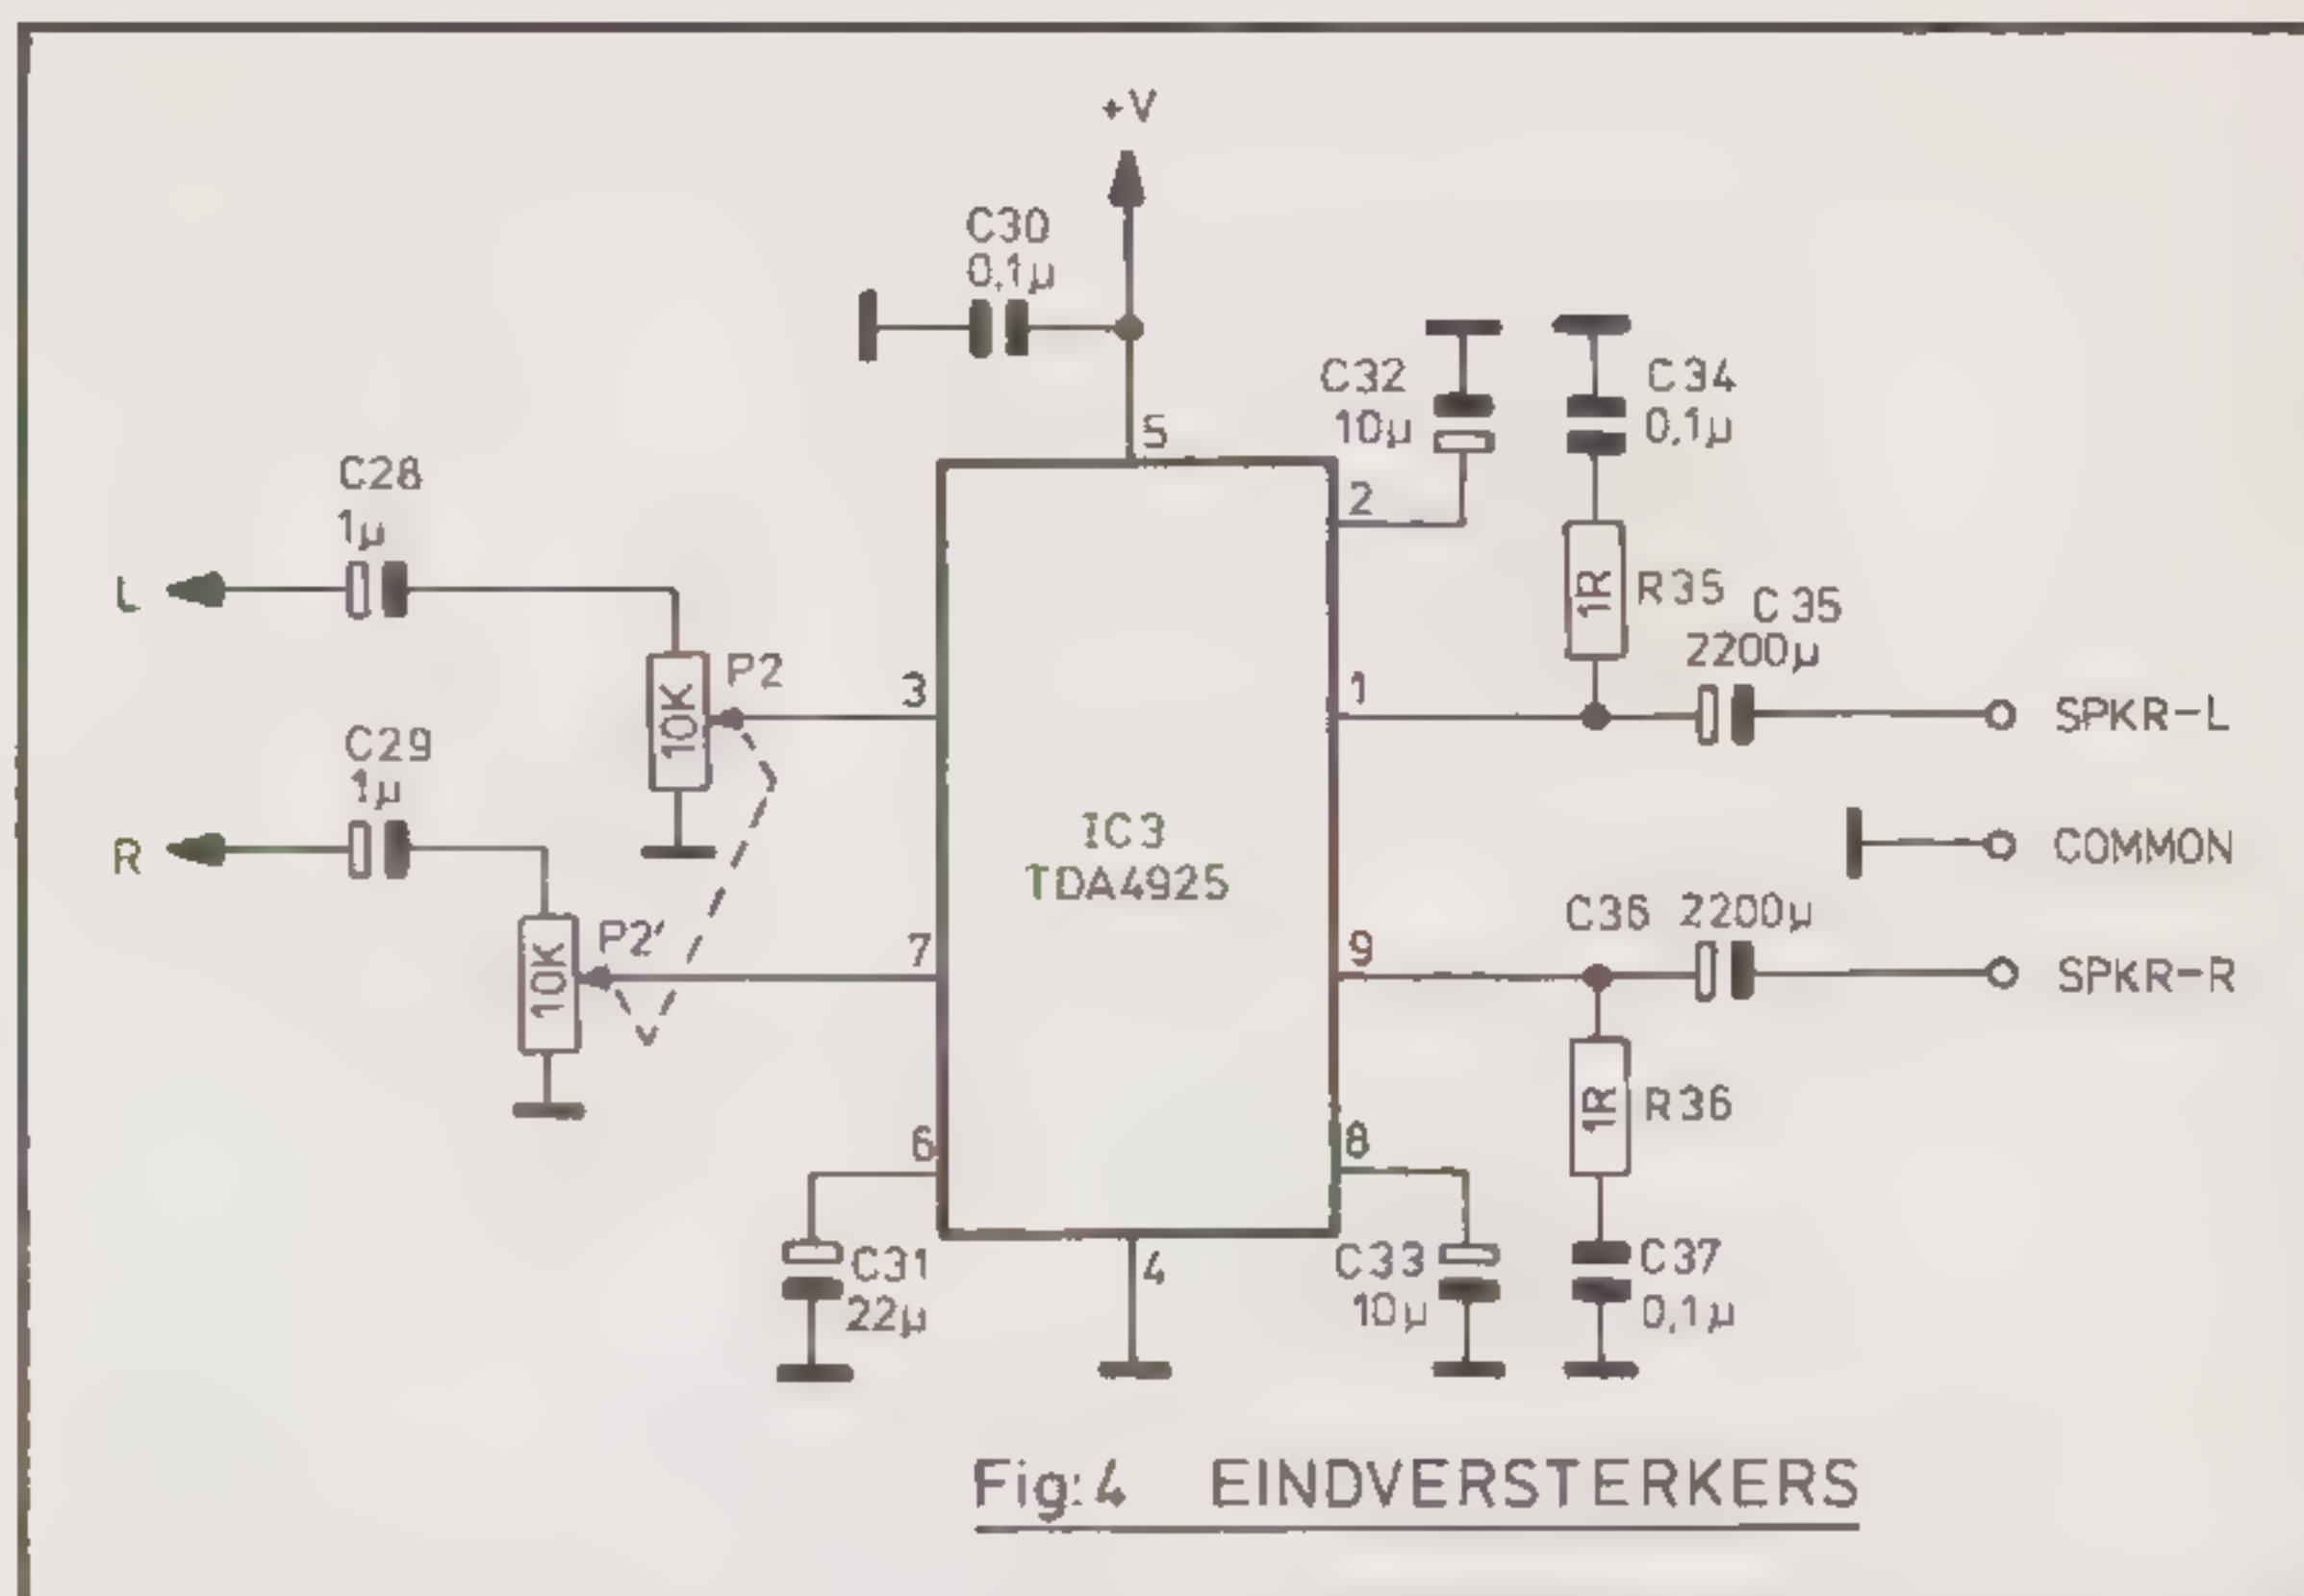 +V
C30
0,1µ
5
C32
10µ
C34
0,1µ
2
C28
1µ
L
1R
R35
C35
2200µ
3
P2
10K
1
SPKR-L
C29
1µ
R
IC3
TDA4925
COMMON
C36 2200µ
7
P2'
10K
9
SPKR-R
1R
R36
6
8
C31
22µ
4
C33
10µ
C37
0,1µ
Fig:4 EINDVERSTERKERS